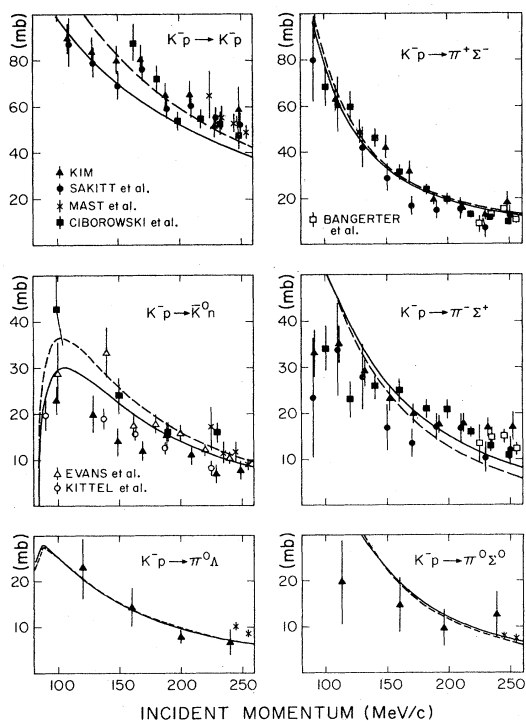 (mb)
80
60
40
20
K⁻p → K⁻p
▲ KIM
● SAKITT et al.
✶ MAST et al.
■ CIBOROWSKI et al.
(mb)
80
60
40
20
K⁻p → π⁺Σ⁻
□ BANGERTER
et al.
(mb)
40
30
20
10
K⁻p → K̄⁰n
△ EVANS et al.
○ KITTEL et al.
(mb)
50
40
30
20
10
K⁻p → π⁻Σ⁺
(mb)
20
10
K⁻p → π⁰Λ
100
150
200
250
(mb)
20
10
K⁻p → π⁰Σ⁰
100
150
200
250
INCIDENT MOMENTUM (MeV/c)